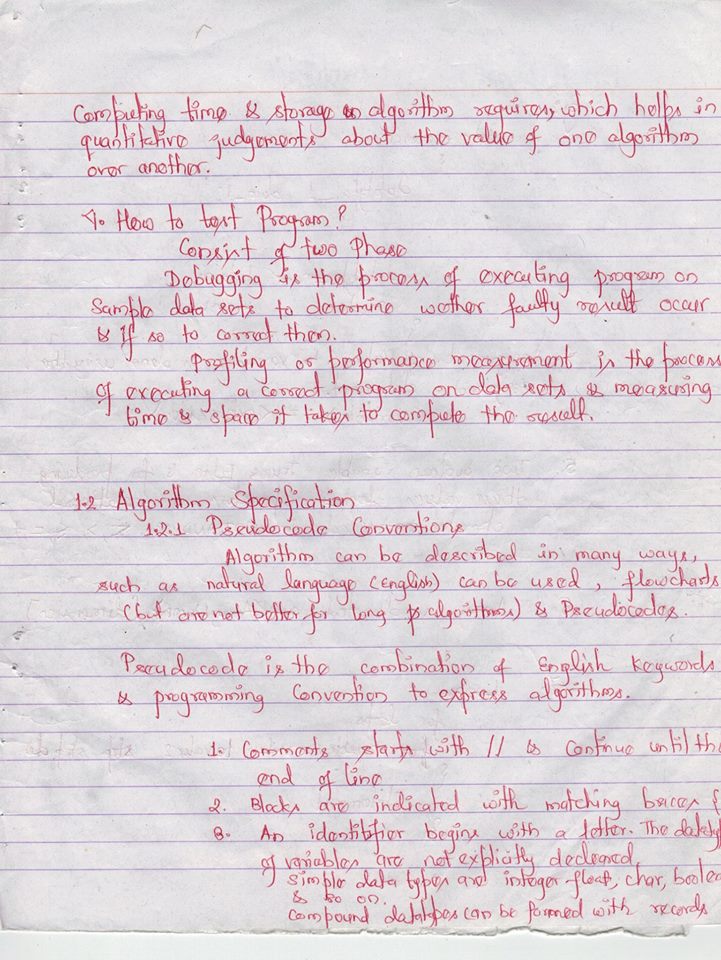 Computing time & storage an algorithm requires, which helps in
quantitative judgements about the value of one algorithm
over another.
How to test Program?
Consist of two Phase
Debugging is the process of executing program on
Sample data sets to determine wether faulty result occur
& if so to correct them.
Profiling or performance measurement is the process
of executing a correct program on data sets & measuring
time & space it takes to compute the result.
1.2 Algorithm Specification
1.2.1 Pseudocode Conventions
Algorithm can be described in many ways,
such as natural language (english) can be used, flowcharts
(but are not better for long algorithms) & Pseudocodes.
Pseudocode is the combination of English keywords
& programming Convention to express algorithms.
1. Comments starts with // & continue until the
end of line
2. Blocks are indicated with matching braces
3. An identitifier begins with a letter. The
of variables are not explicitly decleared
simple data types are integer float, char,
& so on.
Compound datatypes can be formed with records